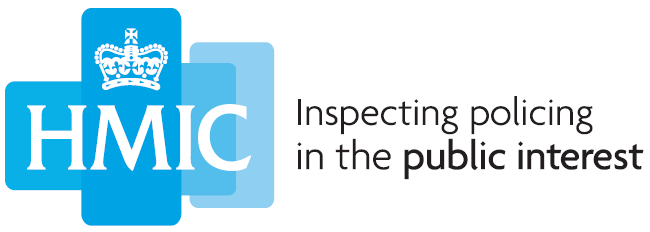 HMIC
Inspecting policing
in the public interest